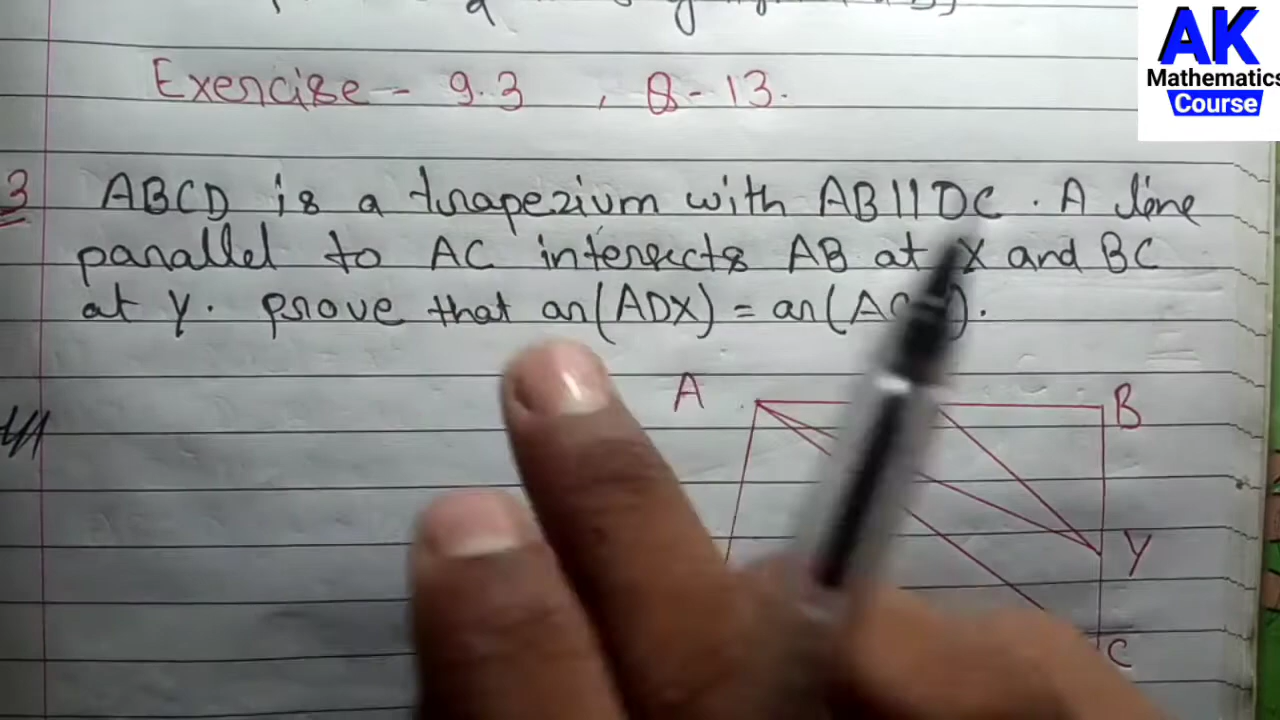 AK
Mathematics
Course
Exercise - 9.3 , Q - 13.
3 ABCD is a trapezium with AB||DC . A line
parallel to AC intersects AB at X and BC
at Y. prove that ar(ADX) = ar(AC ).
A
B
Y
C